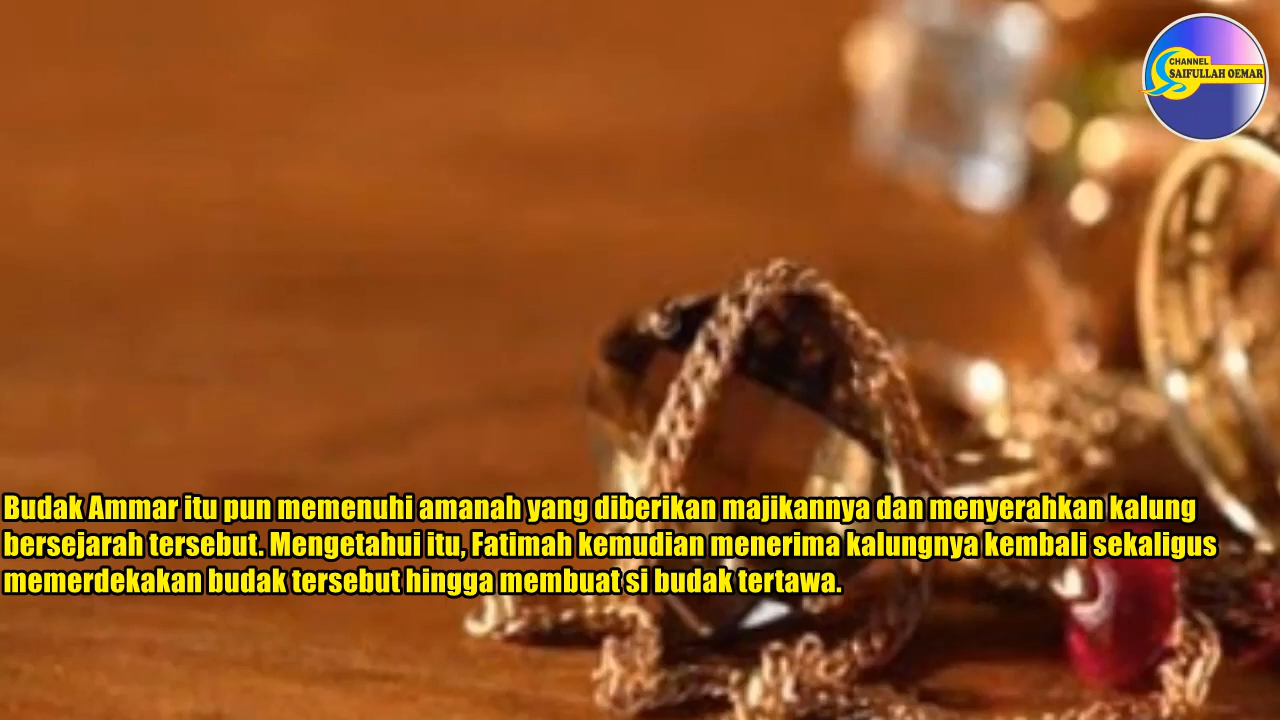 CHANNEL
SAIFULLAH OEMAR
Budak Ammar itu pun memenuhi amanah yang diberikan majikannya dan menyerahkan kalung
bersejarah tersebut. Mengetahui itu, Fatimah kemudian menerima kalungnya kembali sekaligus
memerdekakan budak tersebut hingga membuat si budak tertawa.